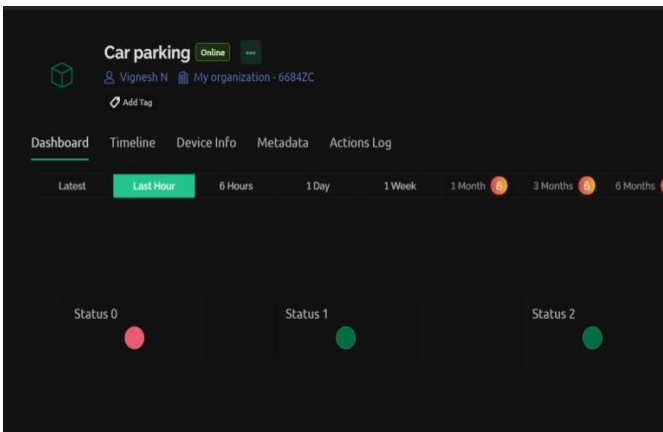 Car parking Online ...
Vignesh N My organization - 6684ZC
Add Tag
Dashboard Timeline Device Info Metadata Actions Log
Latest Last Hour 6 Hours 1 Day 1 Week 1 Month 3 Months 6 Months
Status 0 Status 1 Status 2